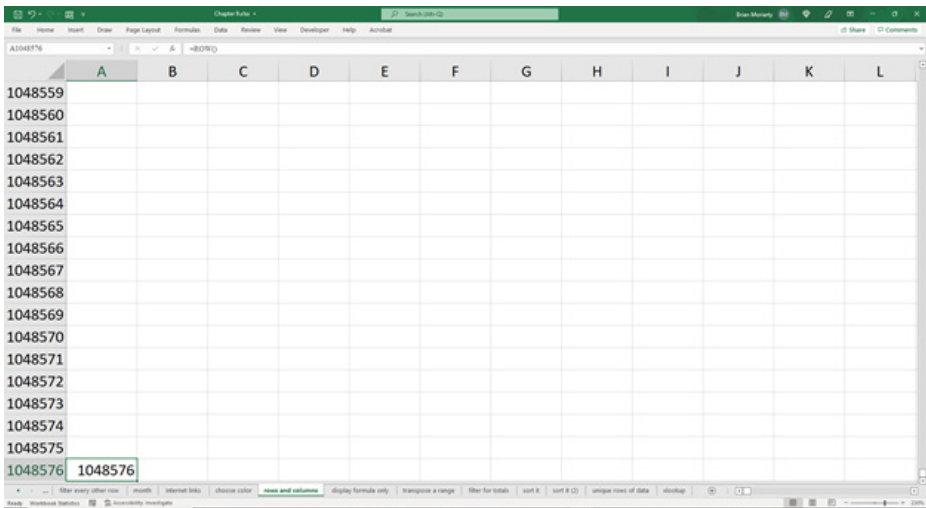 Chapter 9.xlsx
Search (Alt+Q)
Brian Moriarty BM
File Home Insert Draw Page Layout Formulas Data Review View Developer Help Acrobat
Share Comments
A1048576 fx =ROW()
A B C D E F G H I J K L
1048559
1048560
1048561
1048562
1048563
1048564
1048565
1048566
1048567
1048568
1048569
1048570
1048571
1048572
1048573
1048574
1048575
1048576 1048576
... filter every other row month internet links choose color rows and columns display formula only transpose a range filter for totals sort it sort it (2) unique rows of data xlookup
Ready Workbook Statistics Accessibility: Investigate